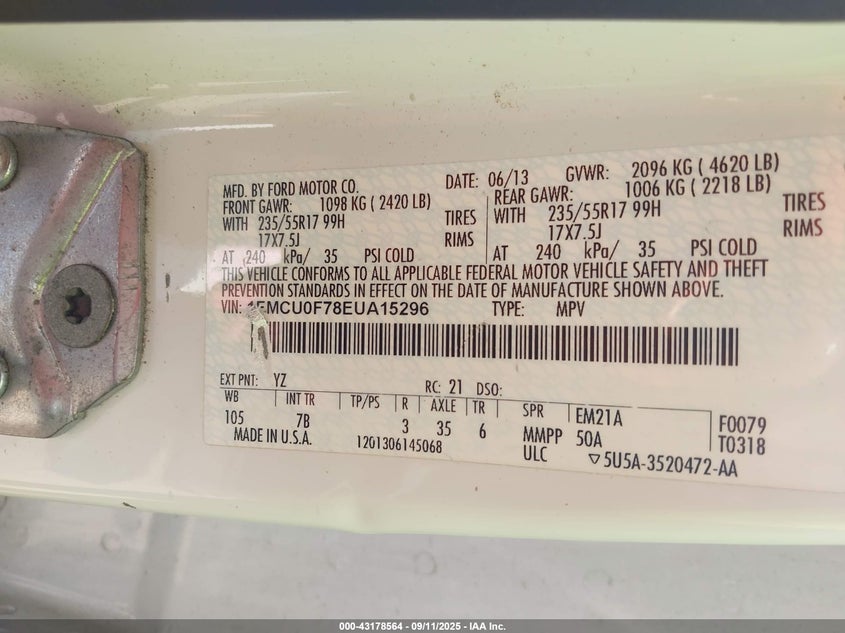 MFD. BY FORD MOTOR CO. DATE: 06/13 GVWR: 2096 KG ( 4620 LB)
FRONT GAWR: 1098 KG ( 2420 LB) REAR GAWR: 1006 KG ( 2218 LB)
WITH 235/55R17 99H TIRES WITH 235/55R17 99H TIRES
17X7.5J RIMS 17X7.5J RIMS
AT 240 kPa/ 35 PSI COLD AT 240 kPa/ 35 PSI COLD
THIS VEHICLE CONFORMS TO ALL APPLICABLE FEDERAL MOTOR VEHICLE SAFETY AND THEFT
PREVENTION STANDARDS IN EFFECT ON THE DATE OF MANUFACTURE SHOWN ABOVE.
VIN: 1FMCU0F78EUA15296 TYPE: MPV
EXT PNT: YZ RC: 21 DSO:
WB INT TR TP/PS R AXLE TR SPR EM21A F0079
105 7B 3 35 6 MMPP 50A T0318
MADE IN U.S.A. 1201306145068 ULC ▽5U5A-3520472-AA
000-43178564 - 09/11/2025 - IAA Inc.